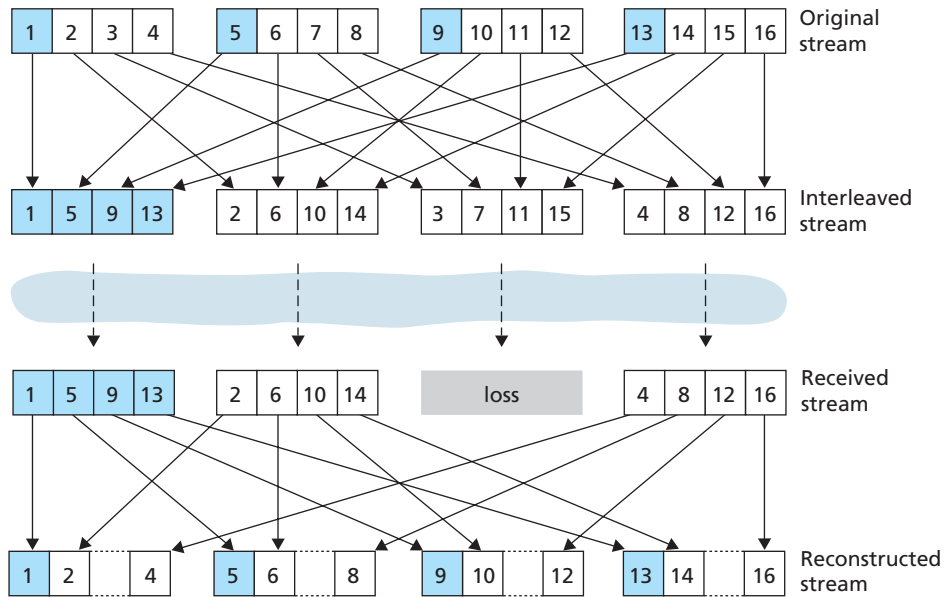 1 2 3 4 5 6 7 8 9 10 11 12 13 14 15 16 Original
stream
1 5 9 13 2 6 10 14 3 7 11 15 4 8 12 16 Interleaved
stream
1 5 9 13 2 6 10 14 loss 4 8 12 16 Received
stream
1 2 4 5 6 8 9 10 12 13 14 16 Reconstructed
stream